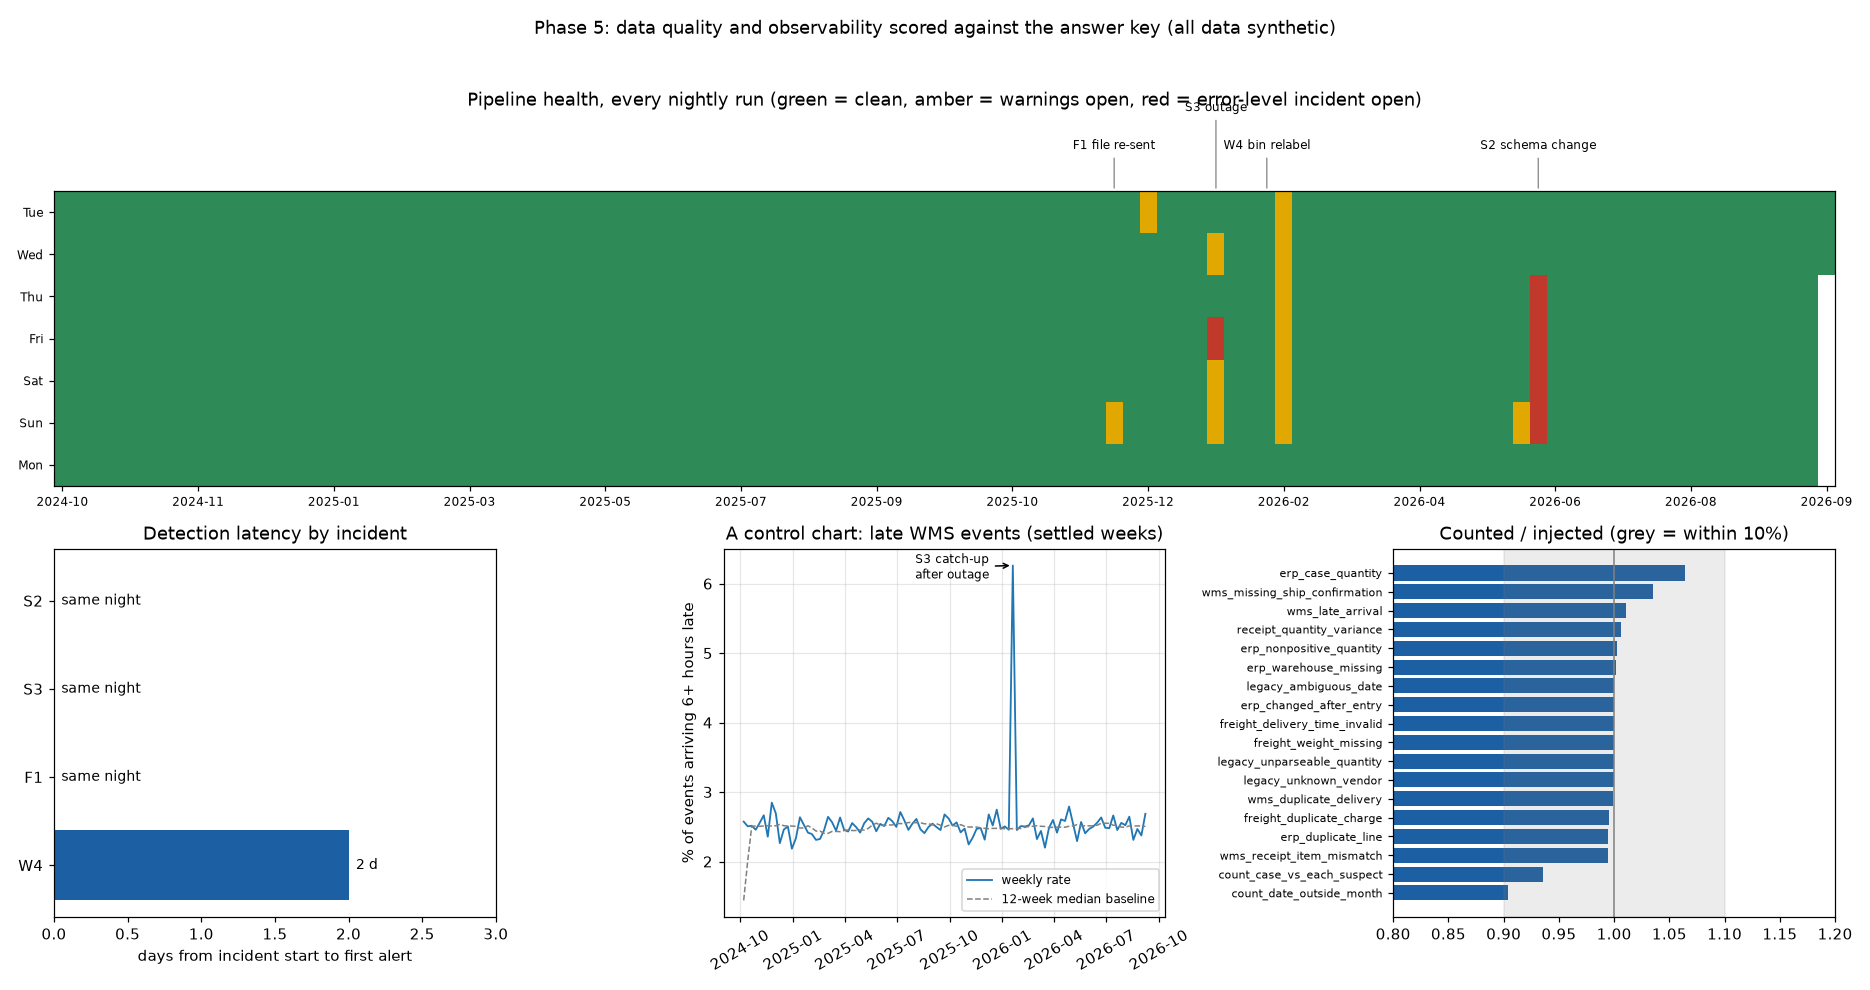 Phase 5: data quality and observability scored against the answer key (all data synthetic)
Pipeline health, every nightly run (green = clean, amber = warnings open, red = error-level incident open)
S3 outage
F1 file re-sent
W4 bin relabel
S2 schema change
Tue
Wed
Thu
Fri
Sat
Sun
Mon
2024-10
2024-11
2025-01
2025-03
2025-05
2025-07
2025-09
2025-10
2025-12
2026-02
2026-04
2026-06
2026-08
2026-09
Detection latency by incident
S2
same night
S3
same night
F1
same night
W4
2 d
0.0
0.5
1.0
1.5
2.0
2.5
3.0
days from incident start to first alert
A control chart: late WMS events (settled weeks)
% of events arriving 6+ hours late
6
5
4
3
2
S3 catch-up
after outage
weekly rate
12-week median baseline
2024-10
2025-01
2025-04
2025-07
2025-10
2026-01
2026-04
2026-07
2026-10
Counted / injected (grey = within 10%)
erp_case_quantity
wms_missing_ship_confirmation
wms_late_arrival
receipt_quantity_variance
erp_nonpositive_quantity
erp_warehouse_missing
legacy_ambiguous_date
erp_changed_after_entry
freight_delivery_time_invalid
freight_weight_missing
legacy_unparseable_quantity
legacy_unknown_vendor
wms_duplicate_delivery
freight_duplicate_charge
erp_duplicate_line
wms_receipt_item_mismatch
count_case_vs_each_suspect
count_date_outside_month
0.80
0.85
0.90
0.95
1.00
1.05
1.10
1.15
1.20